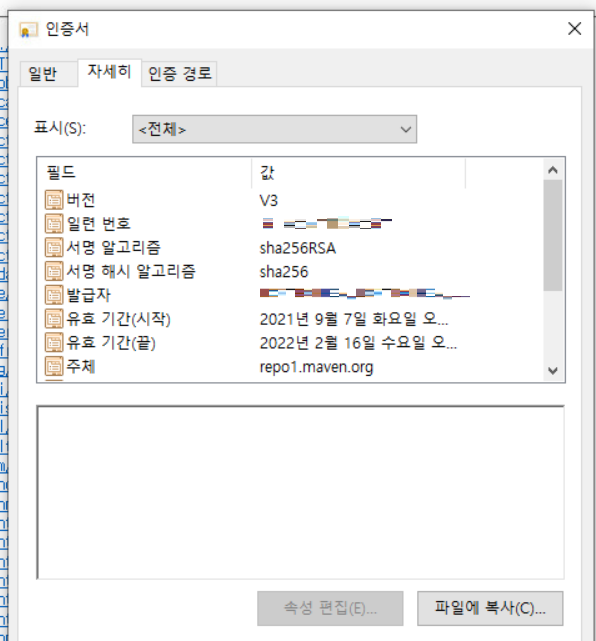 인증서
일반 자세히 인증 경로
표시(S): <전체>
필드 값
버전 V3
일련 번호
서명 알고리즘 sha256RSA
서명 해시 알고리즘 sha256
발급자
유효 기간(시작) 2021년 9월 7일 화요일 오...
유효 기간(끝) 2022년 2월 16일 수요일 오...
주체 repo1.maven.org
속성 편집(E)... 파일에 복사(C)...